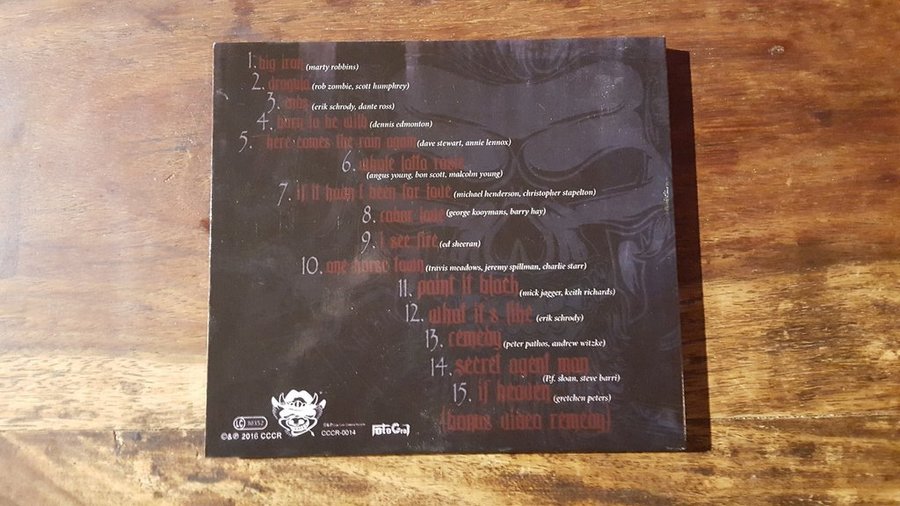 1. big iron (marty robbins)
2. dragula (rob zombie, scott humphrey)
3. ends (erik schrody, dante ross)
4. born to be wild (dennis edmonton)
5. here comes the rain again (dave stewart, annie lennox)
6. whole lotta rosie
(angus young, bon scott, malcolm young)
7. if it hadn't been for love (michael henderson, christopher stapelton)
8. radar love (george kooymans, barry hay)
9. I see fire (ed sheeran)
10. one horse town (travis meadows, jeremy spillman, charlie starr)
11. paint it black (mick jagger, keith richards)
12. what it's like (erik schrody)
13. remedy (peter pathos, andrew witzke)
14. secret agent man
(P.f. sloan, steve barri)
15. if heaven (gretchen peters)
(bonus video remedy)
LC 30352
©&℗ 2016 CCCR
CCCR-0014